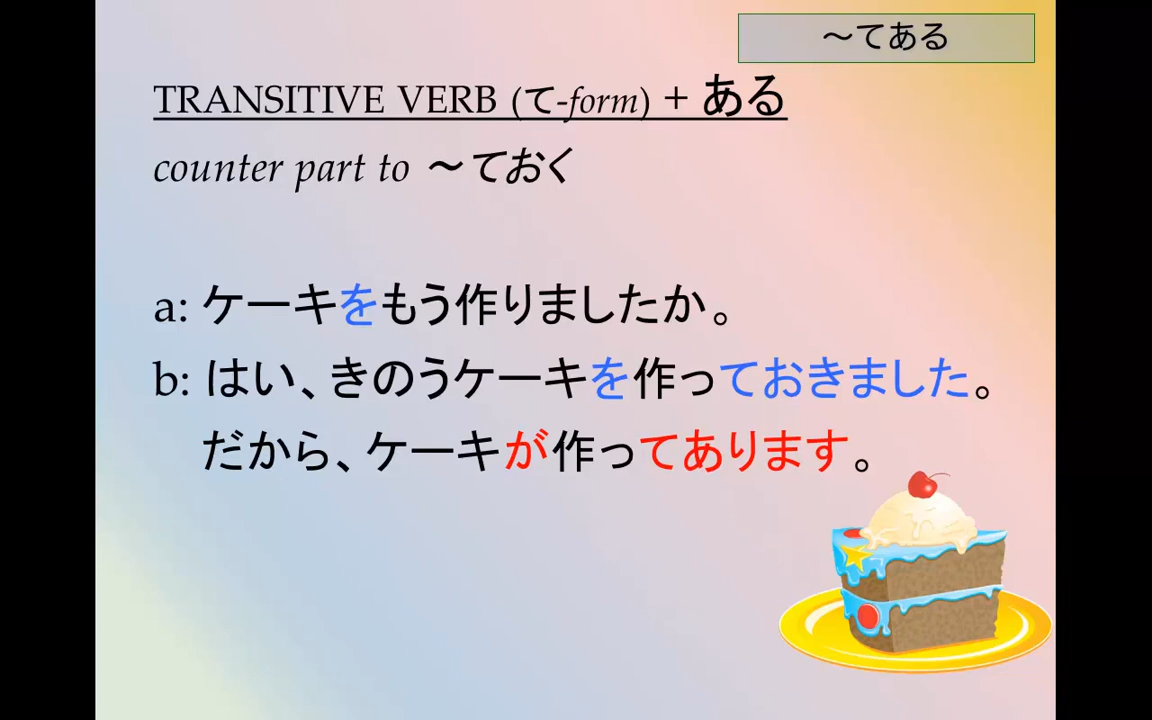 ～てある
TRANSITIVE VERB (て-form) + ある
counter part to ～ておく
a: ケーキをもう作りましたか。
b: はい、きのうケーキを作っておきました。
だから、ケーキが作ってあります。